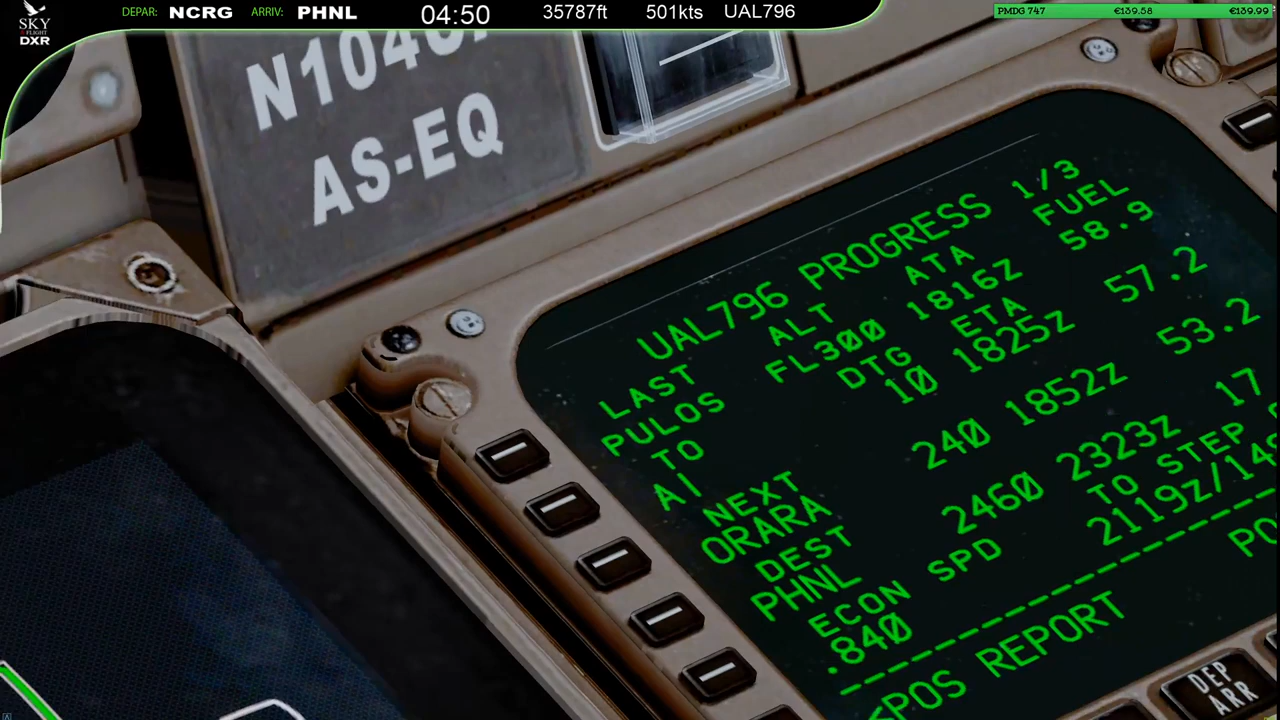 SKY
DXR
DEPAR: NCRG ARRIV: PHNL 04:50 35787ft 501kts UAL796
PMDG 747 €139.58 €139.99
AS-EQ
UAL796 PROGRESS 1/3
LAST ALT ATA FUEL
PULOS FL300 1816z 58.9
TO DTG ETA
AI 10 1825z 57.2
NEXT
ORARA 240 1852z 53.2
DEST
PHNL 2460 2323z 17
ECON SPD TO STEP
.840 2119z/14
<POS REPORT PO
DEP
ARR